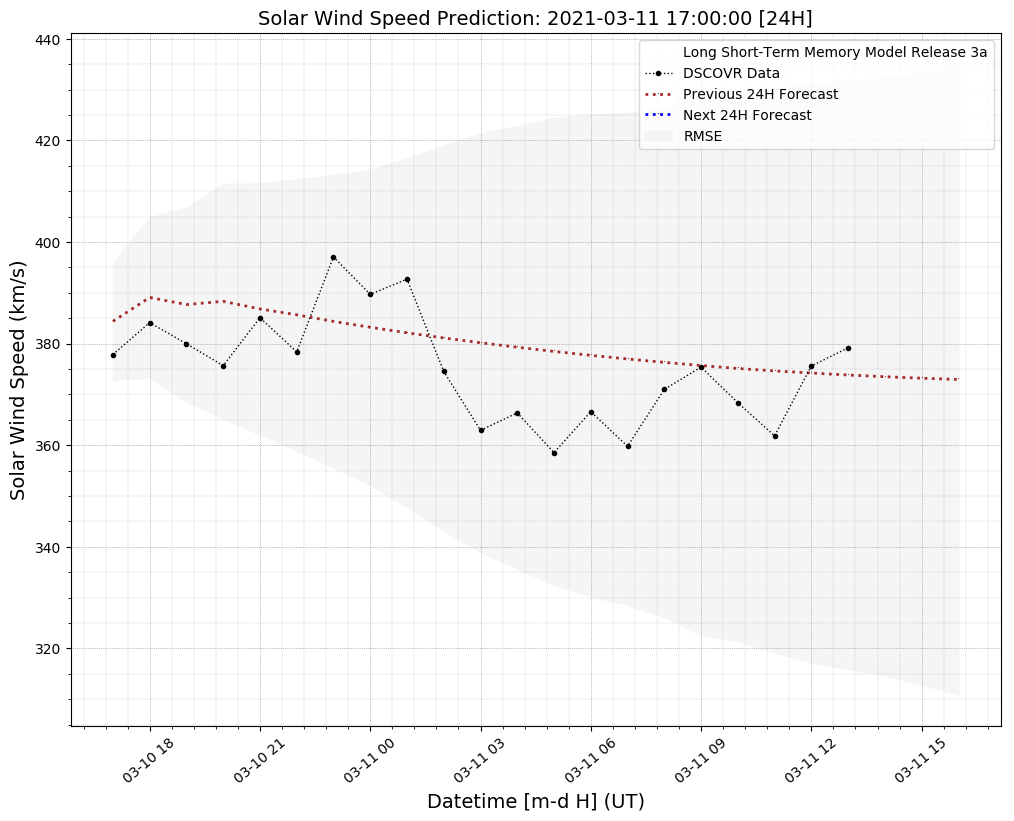 Solar Wind Speed Prediction: 2021-03-11 17:00:00 [24H]
Long Short-Term Memory Model Release 3a
DSCOVR Data
Previous 24H Forecast
Next 24H Forecast
RMSE
Solar Wind Speed (km/s)
440
420
400
380
360
340
320
03-10 18
03-10 21
03-11 00
03-11 03
03-11 06
03-11 09
03-11 12
03-11 15
Datetime [m-d H] (UT)